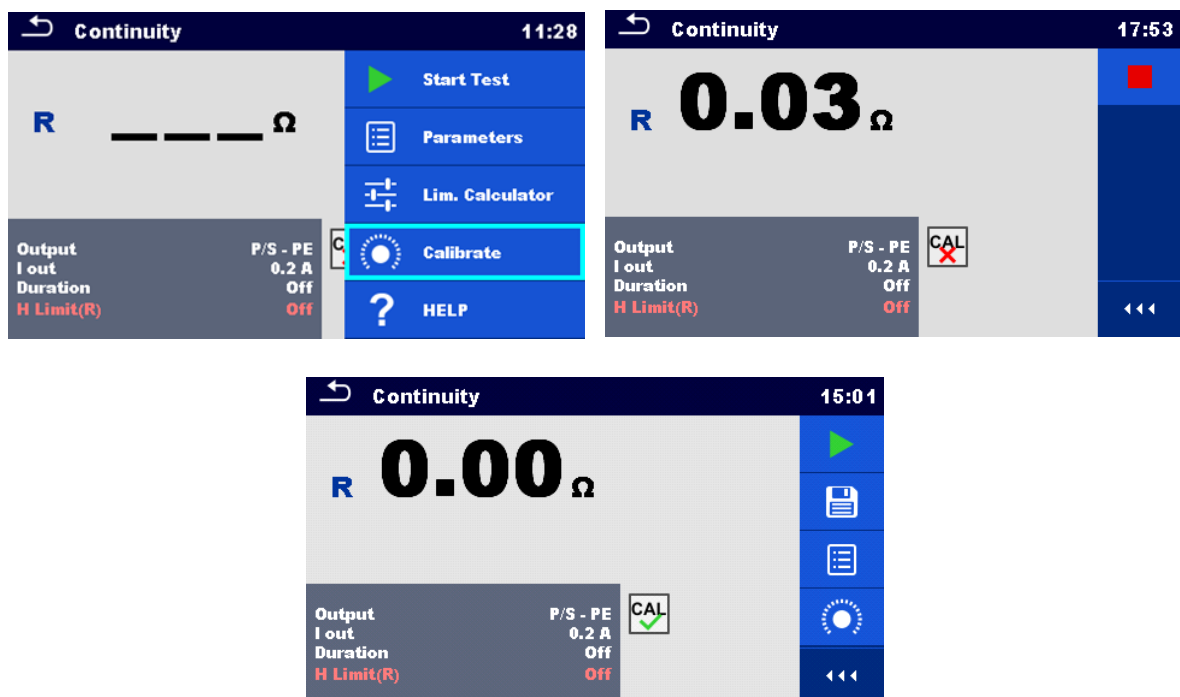 Continuity 11:28
Start Test
R ___ Ω
Parameters
Lim. Calculator
Output P/S - PE
I out 0.2 A
Duration Off
H Limit(R) Off
C
Calibrate
? HELP
Continuity 17:53
R 0.03 Ω
Output P/S - PE
I out 0.2 A
Duration Off
H Limit(R) Off
CAL
Continuity 15:01
R 0.00 Ω
Output P/S - PE
I out 0.2 A
Duration Off
H Limit(R) Off
CAL